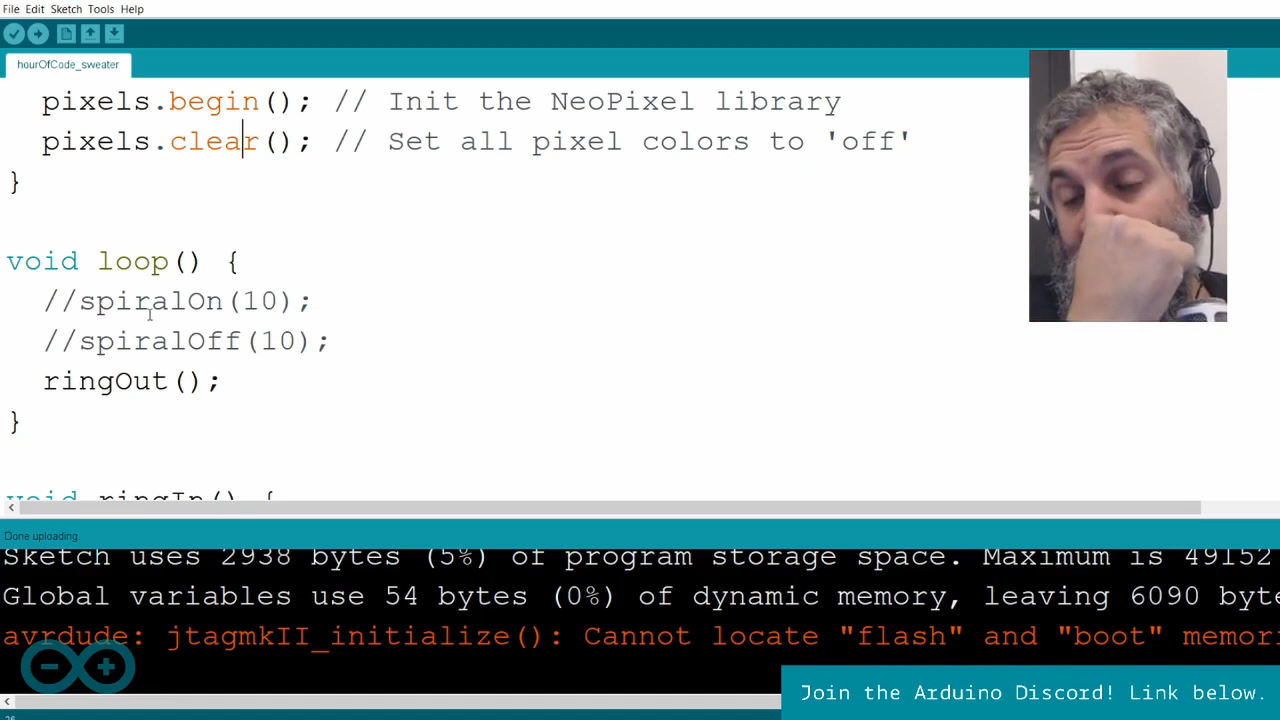 File Edit Sketch Tools Help
hourOfCode_sweater
pixels.begin(); // Init the NeoPixel library
pixels.clear(); // Set all pixel colors to 'off'
}
void loop() {
//spiralOn(10);
//spiralOff(10);
ringOut();
}
void ringIn() {
Done uploading.
Sketch uses 2938 bytes (5%) of program storage space. Maximum is 49152
Global variables use 54 bytes (0%) of dynamic memory, leaving 6090 byte
avrdude: jtagmkII_initialize(): Cannot locate "flash" and "boot" memori
Join the Arduino Discord! Link below.